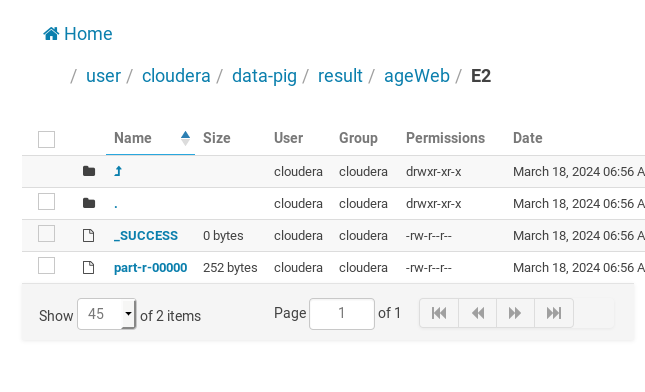 Home
/ user / cloudera / data-pig / result / ageWeb / E2
Name Size User Group Permissions Date
cloudera cloudera drwxr-xr-x March 18, 2024 06:56 A
. cloudera cloudera drwxr-xr-x March 18, 2024 06:56 A
_SUCCESS 0 bytes cloudera cloudera -rw-r--r-- March 18, 2024 06:56 A
part-r-00000 252 bytes cloudera cloudera -rw-r--r-- March 18, 2024 06:56 A
Show 45 of 2 items Page 1 of 1